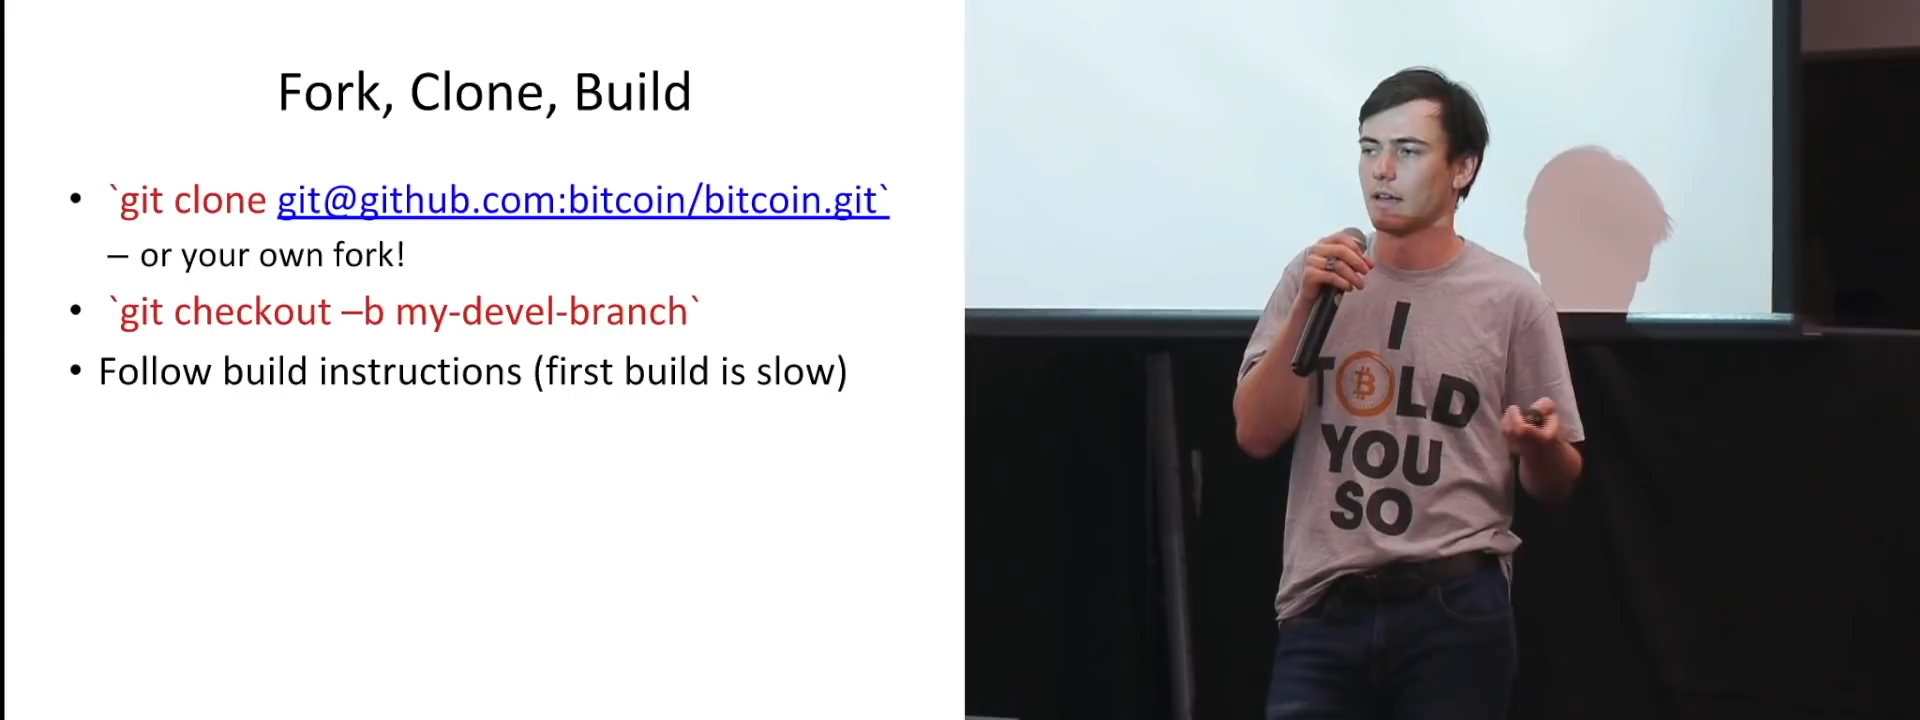 Fork, Clone, Build
• `git clone git@github.com:bitcoin/bitcoin.git`
– or your own fork!
• `git checkout –b my-devel-branch`
• Follow build instructions (first build is slow)
I
TOLD
YOU
SO